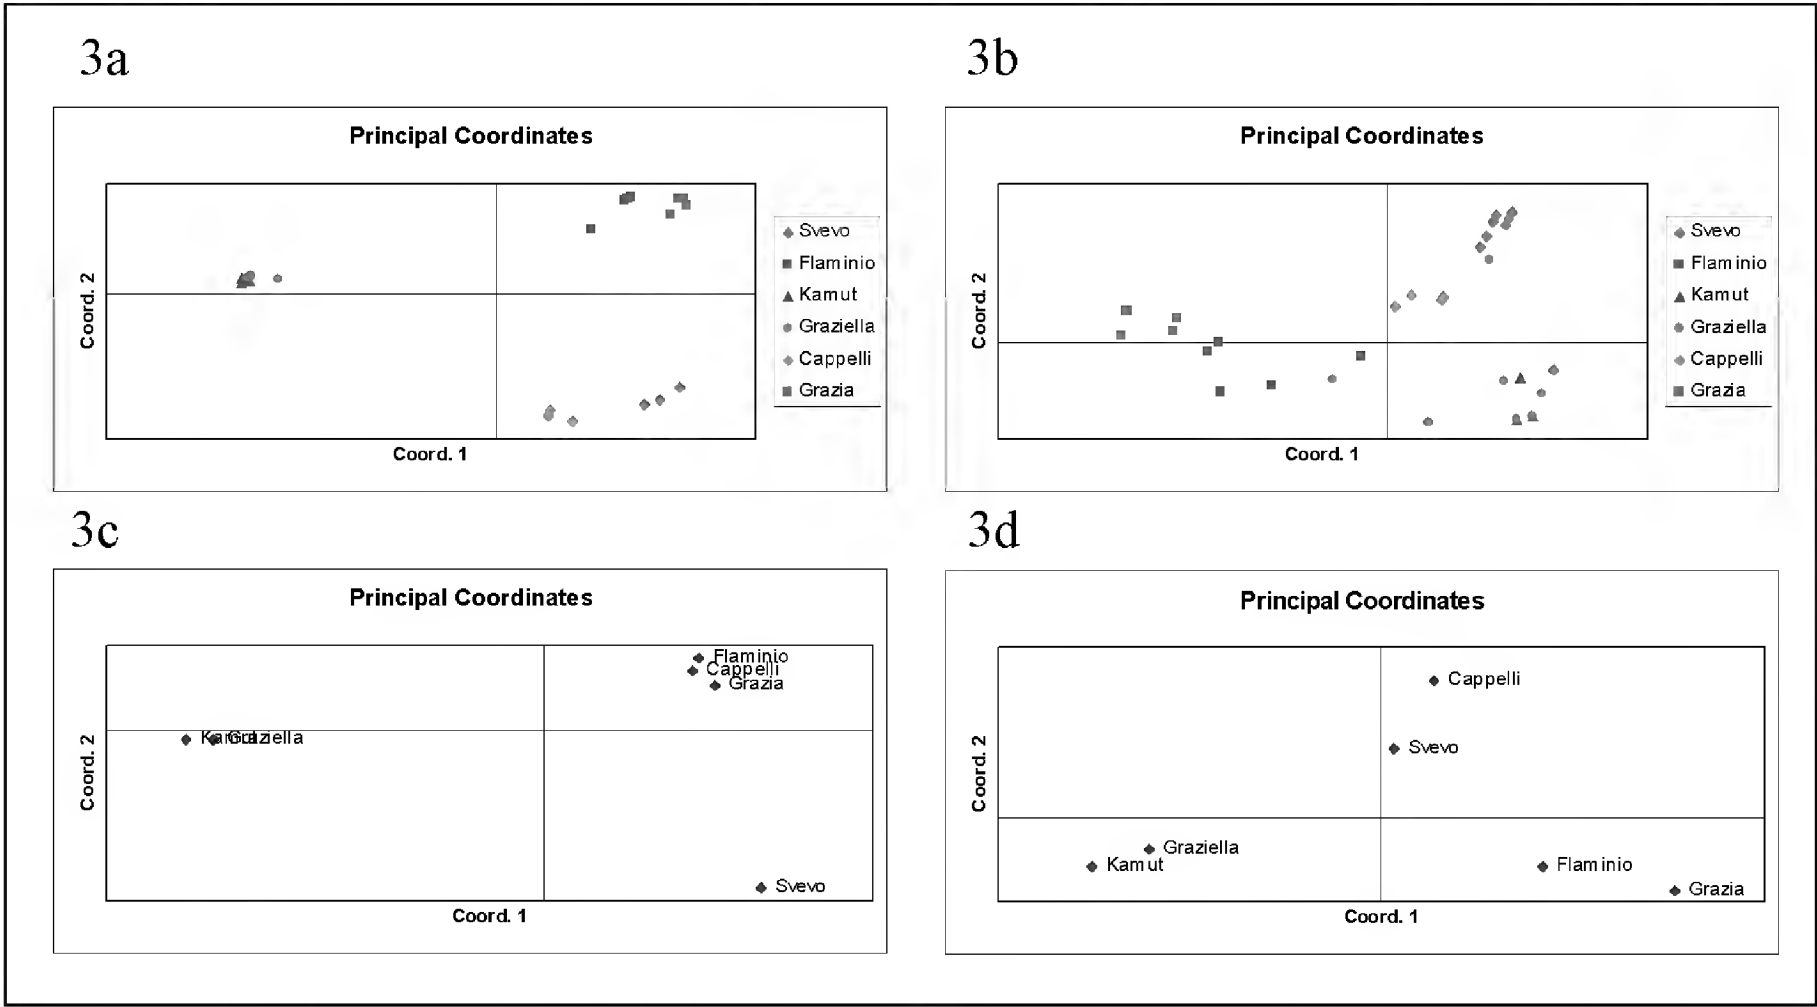 3a
Principal Coordinates
Coord. 2
Coord. 1
Svevo
Flaminio
Kamut
Graziella
Cappelli
Grazia
3b
Principal Coordinates
Coord. 2
Coord. 1
Svevo
Flaminio
Kamut
Graziella
Cappelli
Grazia
3c
Principal Coordinates
Coord. 2
Flaminio
Cappelli
Grazia
Kamut Graziella
Svevo
Coord. 1
3d
Principal Coordinates
Coord. 2
Cappelli
Svevo
Graziella
Kamut
Flaminio
Grazia
Coord. 1